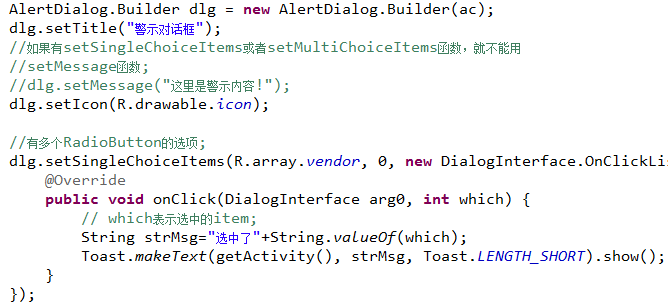 AlertDialog.Builder dlg = new AlertDialog.Builder(ac);
dlg.setTitle("警示对话框");
//如果有setSingleChoiceItems或者setMultiChoiceItems函数，就不能用
//setMessage函数;
//dlg.setMessage("这里是警示内容!");
dlg.setIcon(R.drawable.icon);
//有多个RadioButton的选项;
dlg.setSingleChoiceItems(R.array.vendor, 0, new DialogInterface.OnClickLi
@Override
public void onClick(DialogInterface arg0, int which) {
// which表示选中的item;
String strMsg="选中了"+String.valueOf(which);
Toast.makeText(getActivity(), strMsg, Toast.LENGTH_SHORT).show();
}
});